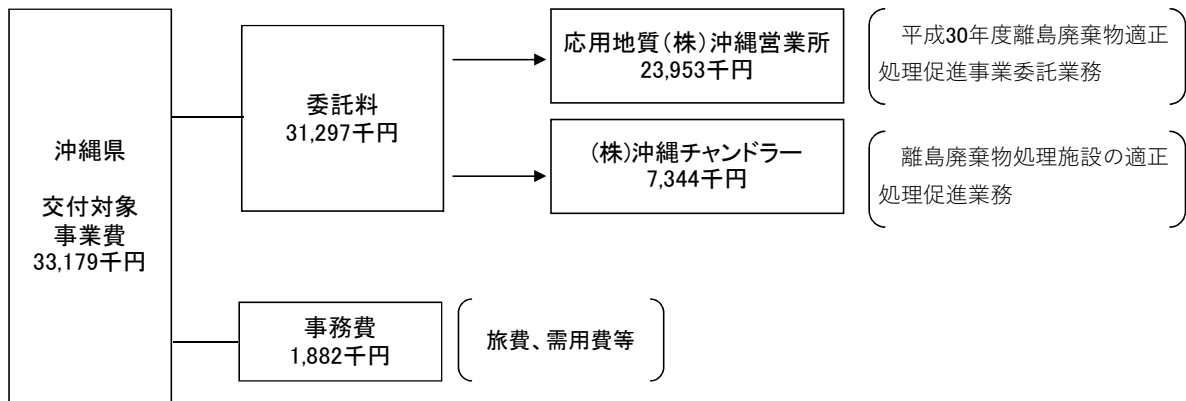 沖縄県
交付対象
事業費
33,179千円
委託料
31,297千円
応用地質(株)沖縄営業所
23,953千円
平成30年度離島廃棄物適正
処理促進事業委託業務
(株)沖縄チャンドラー
7,344千円
離島廃棄物処理施設の適正
処理促進業務
事務費
1,882千円
旅費、需用費等